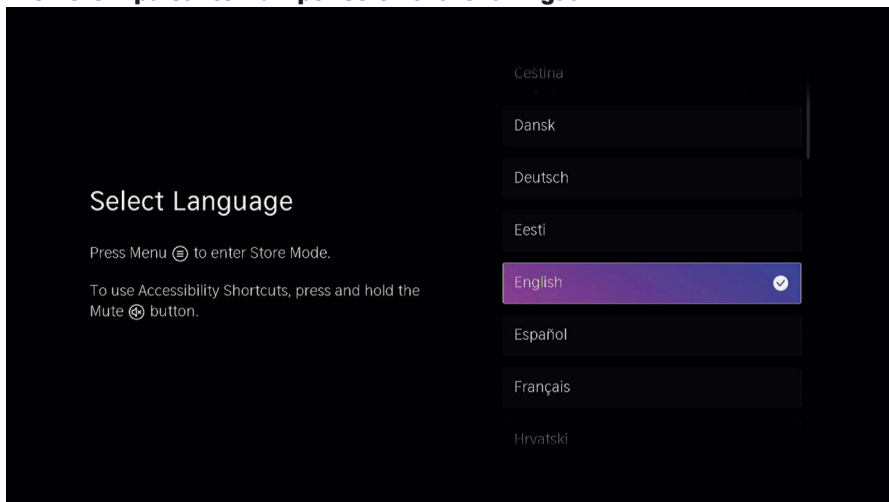 Čeština
Dansk
Deutsch
Select Language
Eesti
Press Menu to enter Store Mode.
English
To use Accessibility Shortcuts, press and hold the
Mute button.
Español
Français
Hrvatski